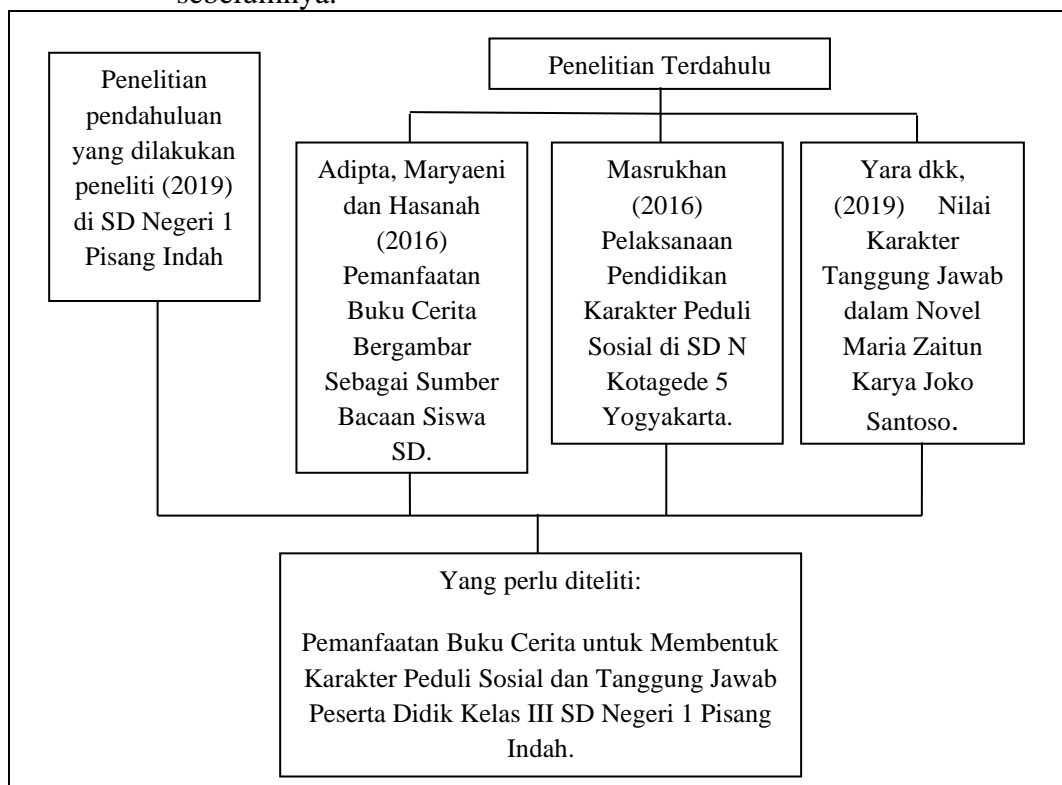 sebelumnya.
Penelitian
pendahuluan
yang dilakukan
peneliti (2019)
di SD Negeri 1
Pisang Indah
Penelitian Terdahulu
Adipta, Maryaeni
dan Hasanah
(2016)
Pemanfaatan
Buku Cerita
Bergambar
Sebagai Sumber
Bacaan Siswa
SD.
Masrukhan
(2016)
Pelaksanaan
Pendidikan
Karakter Peduli
Sosial di SD N
Kotagede 5
Yogyakarta.
Yara dkk,
(2019) Nilai
Karakter
Tanggung Jawab
dalam Novel
Maria Zaitun
Karya Joko
Santoso.
Yang perlu diteliti:
Pemanfaatan Buku Cerita untuk Membentuk
Karakter Peduli Sosial dan Tanggung Jawab
Peserta Didik Kelas III SD Negeri 1 Pisang
Indah.